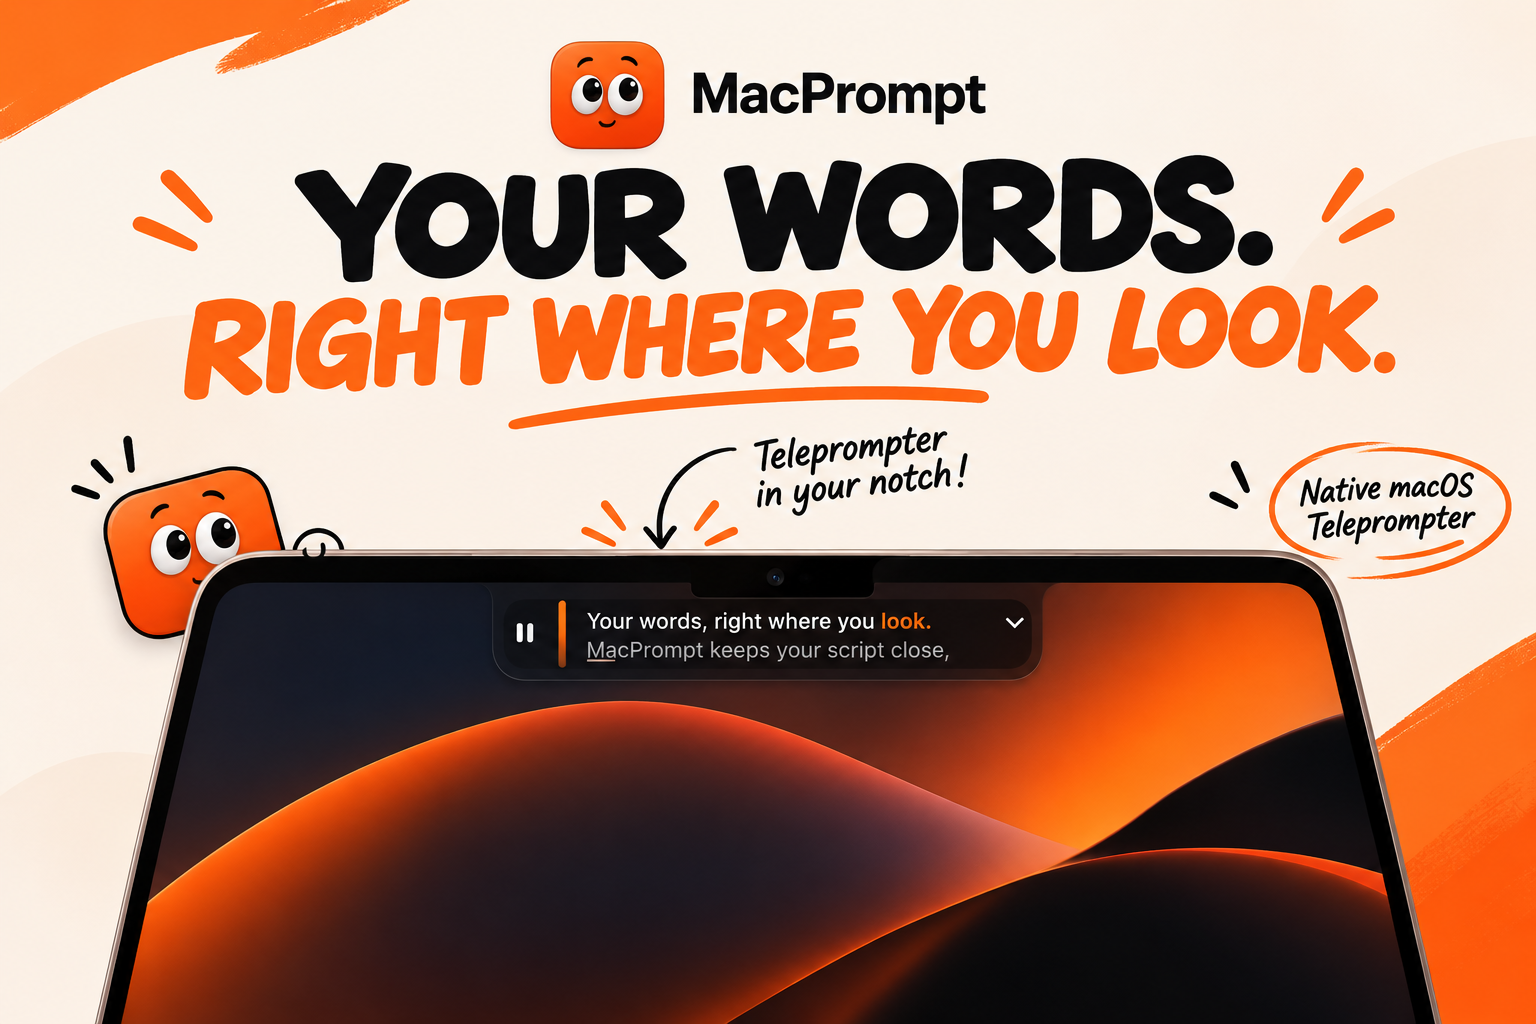 MacPrompt
YOUR WORDS.
RIGHT WHERE YOU LOOK.
Teleprompter
in your notch!
Native macOS
Teleprompter
Your words, right where you look.
MacPrompt keeps your script close,